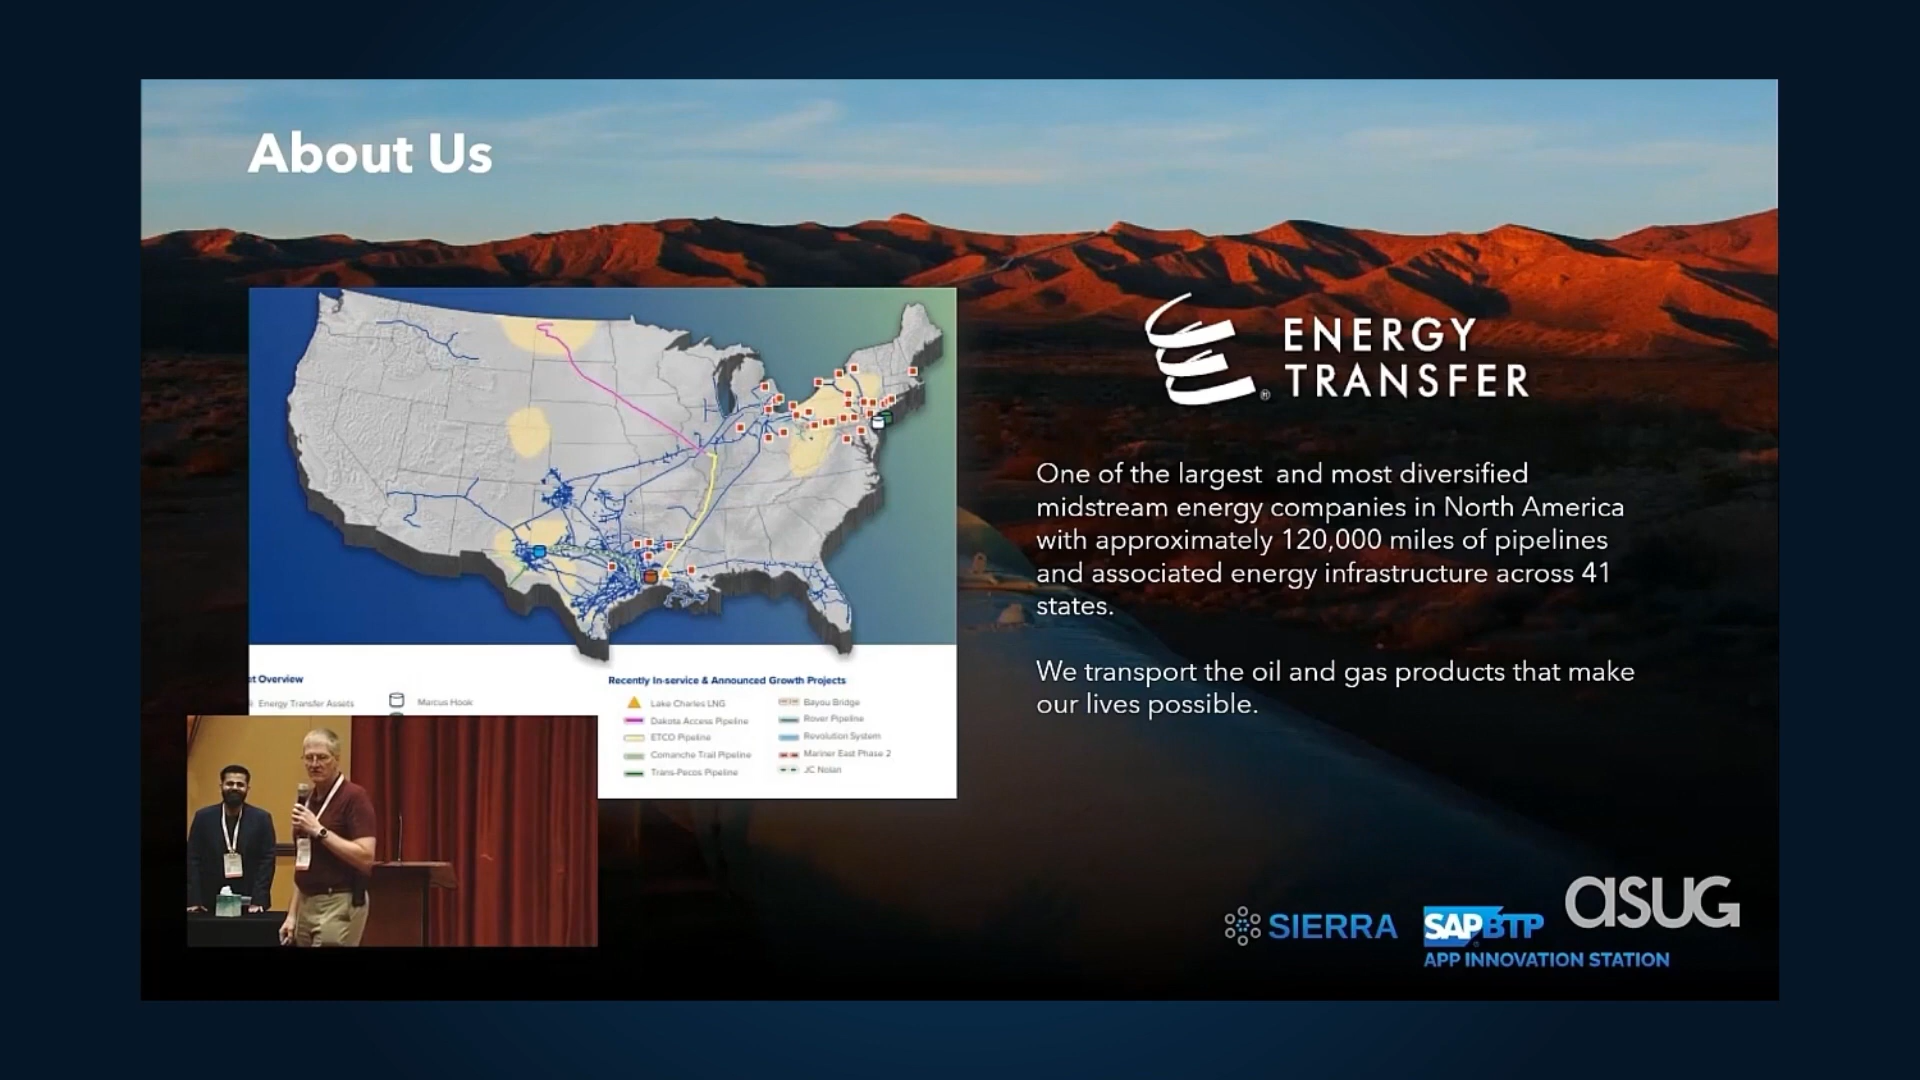 About Us
ENERGY
TRANSFER
®
One of the largest and most diversified
midstream energy companies in North America
with approximately 120,000 miles of pipelines
and associated energy infrastructure across 41
states.
We transport the oil and gas products that make
our lives possible.
Overview
Energy Transfer Assets
Marcus Hook
Recently In-service & Announced Growth Projects
Lake Charles LNG
Dakota Access Pipeline
ETCO Pipeline
Comanche Trail Pipeline
Trans-Pecos Pipeline
Bayou Bridge
Rover Pipeline
Revolution System
Mariner East Phase 2
JC Nolan
SIERRA
SAP BTP
APP INNOVATION STATION
asug